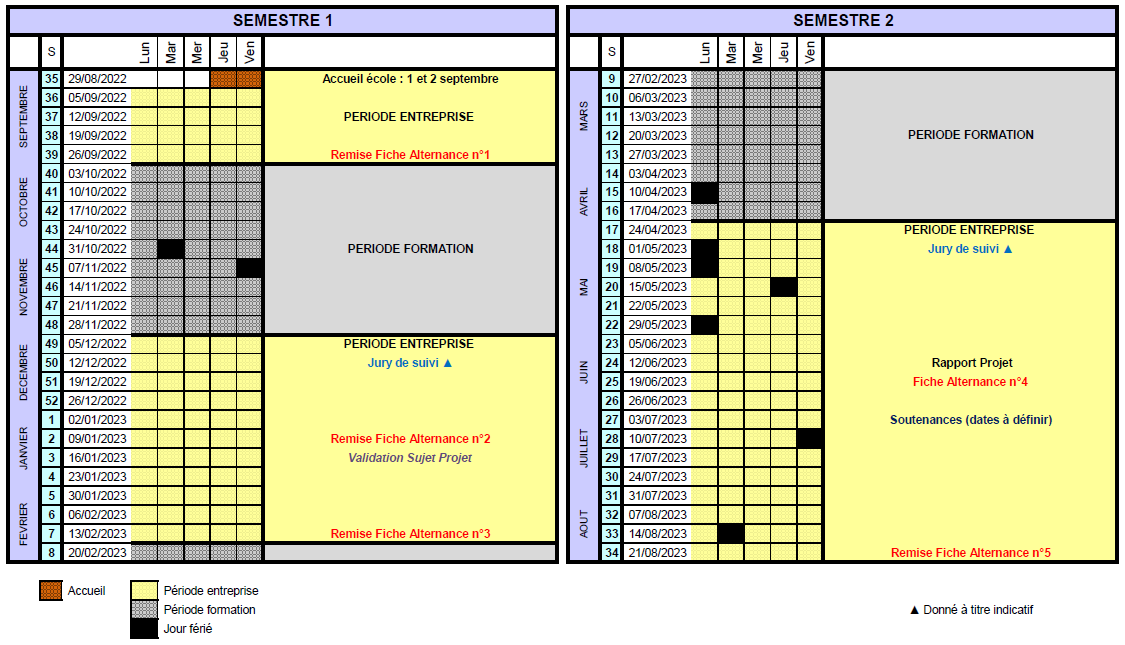 SEMESTRE 1
S Lun Mar Mer Jeu Ven
SEPTEMBRE
35 29/08/2022 Accueil école : 1 et 2 septembre
36 05/09/2022
37 12/09/2022 PERIODE ENTREPRISE
38 19/09/2022
39 26/09/2022 Remise Fiche Alternance n°1
OCTOBRE
40 03/10/2022
41 10/10/2022
42 17/10/2022
43 24/10/2022
44 31/10/2022 PERIODE FORMATION
NOVEMBRE
45 07/11/2022
46 14/11/2022
47 21/11/2022
48 28/11/2022
DECEMBRE
49 05/12/2022 PERIODE ENTREPRISE
50 12/12/2022 Jury de suivi ▲
51 19/12/2022
52 26/12/2022
JANVIER
1 02/01/2023
2 09/01/2023 Remise Fiche Alternance n°2
3 16/01/2023 Validation Sujet Projet
4 23/01/2023
5 30/01/2023
FEVRIER
6 06/02/2023
7 13/02/2023 Remise Fiche Alternance n°3
8 20/02/2023
SEMESTRE 2
S Lun Mar Mer Jeu Ven
MARS
9 27/02/2023
10 06/03/2023
11 13/03/2023
12 20/03/2023 PERIODE FORMATION
13 27/03/2023
AVRIL
14 03/04/2023
15 10/04/2023
16 17/04/2023
17 24/04/2023 PERIODE ENTREPRISE
MAI
18 01/05/2023 Jury de suivi ▲
19 08/05/2023
20 15/05/2023
21 22/05/2023
22 29/05/2023
JUIN
23 05/06/2023
24 12/06/2023 Rapport Projet
25 19/06/2023 Fiche Alternance n°4
26 26/06/2023
JUILLET
27 03/07/2023 Soutenances (dates à définir)
28 10/07/2023
29 17/07/2023
30 24/07/2023
31 31/07/2023
AOUT
32 07/08/2023
33 14/08/2023
34 21/08/2023 Remise Fiche Alternance n°5
Accueil
Période entreprise
Période formation
Jour férié
▲ Donné à titre indicatif